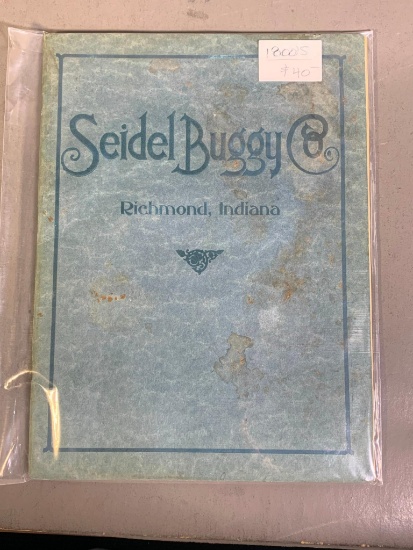 1800's
$40-
Seidel Buggy Co
Richmond, Indiana